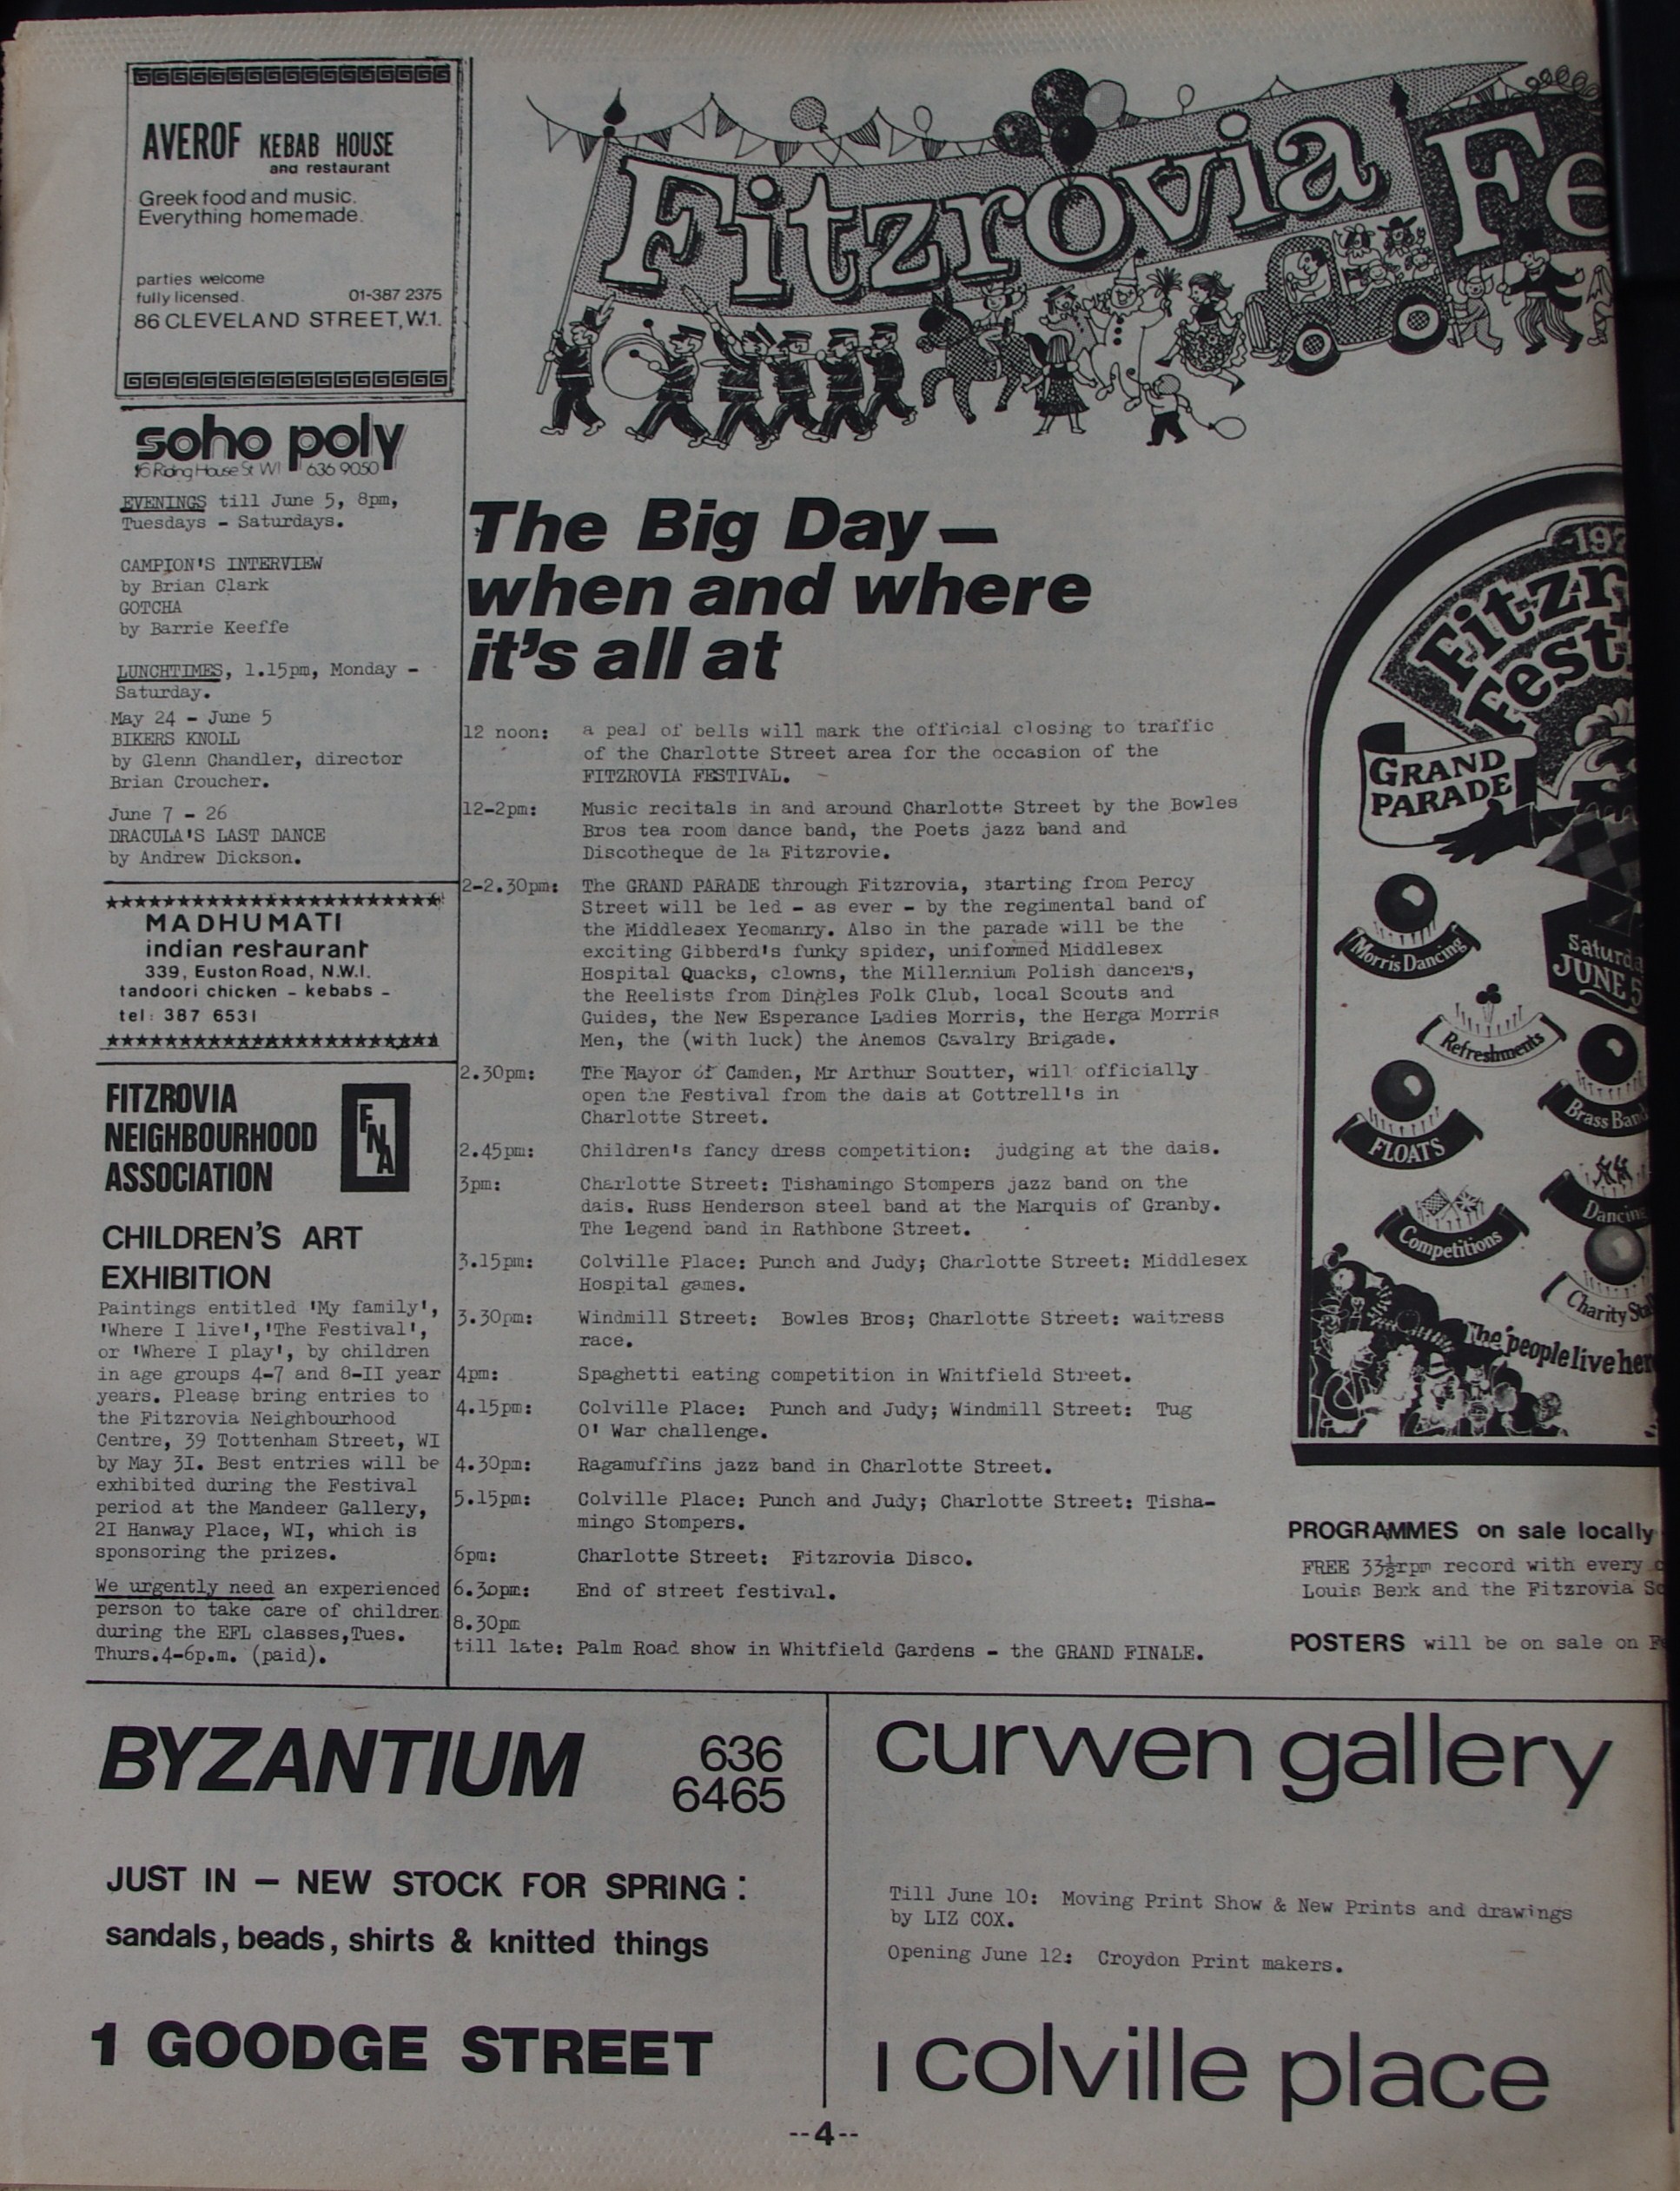 AVEROF KEBAB HOUSE
and restaurant
Greek food and music.
Everything homemade.
parties welcome
fully licensed. 01-387 2375
86 CLEVELAND STREET, W.1.
soho poly
16 Riding House St W1 636 9050
EVENINGS till June 5, 8pm,
Tuesdays - Saturdays.
CAMPION'S INTERVIEW
by Brian Clark
GOTCHA
by Barrie Keeffe
LUNCHTIMES, 1.15pm, Monday -
Saturday.
May 24 - June 5
BIKERS KNOLL
by Glenn Chandler, director
Brian Croucher.
June 7 - 26
DRACULA'S LAST DANCE
by Andrew Dickson.
MADHUMATI
indian restaurant
339, Euston Road, N.W.1.
tandoori chicken - kebabs -
tel: 387 6531
FITZROVIA
NEIGHBOURHOOD
ASSOCIATION
FNA
CHILDREN'S ART
EXHIBITION
Paintings entitled 'My family',
'Where I live','The Festival',
or 'Where I play', by children
in age groups 4-7 and 8-II year
years. Please bring entries to
the Fitzrovia Neighbourhood
Centre, 39 Tottenham Street, WI
by May 3I. Best entries will be
exhibited during the Festival
period at the Mandeer Gallery,
2I Hanway Place, WI, which is
sponsoring the prizes.
We urgently need an experienced
person to take care of children
during the EFL classes,Tues.
Thurs.4-6p.m. (paid).
Fitzrovia Fe
The Big Day —
when and where
it's all at
12 noon: a peal of bells will mark the official closing to traffic
of the Charlotte Street area for the occasion of the
FITZROVIA FESTIVAL.
12-2pm: Music recitals in and around Charlotte Street by the Bowles
Bros tea room dance band, the Poets jazz band and
Discotheque de la Fitzrovie.
2-2.30pm: The GRAND PARADE through Fitzrovia, starting from Percy
Street will be led - as ever - by the regimental band of
the Middlesex Yeomanry. Also in the parade will be the
exciting Gibberd's funky spider, uniformed Middlesex
Hospital Quacks, clowns, the Millennium Polish dancers,
the Reelists from Dingles Folk Club, local Scouts and
Guides, the New Esperance Ladies Morris, the Herga Morris
Men, the (with luck) the Anemos Cavalry Brigade.
2.30pm: The Mayor of Camden, Mr Arthur Soutter, will officially
open the Festival from the dais at Cottrell's in
Charlotte Street.
2.45pm: Children's fancy dress competition: judging at the dais.
3pm: Charlotte Street: Tishamingo Stompers jazz band on the
dais. Russ Henderson steel band at the Marquis of Granby.
The Legend band in Rathbone Street.
3.15pm: Colville Place: Punch and Judy; Charlotte Street: Middlesex
Hospital games.
3.30pm: Windmill Street: Bowles Bros; Charlotte Street: waitress
race.
4pm: Spaghetti eating competition in Whitfield Street.
4.15pm: Colville Place: Punch and Judy; Windmill Street: Tug
O' War challenge.
4.30pm: Ragamuffins jazz band in Charlotte Street.
5.15pm: Colville Place: Punch and Judy; Charlotte Street: Tisha-
mingo Stompers.
6pm: Charlotte Street: Fitzrovia Disco.
6.30pm: End of street festival.
8.30pm
till late: Palm Road show in Whitfield Gardens - the GRAND FINALE.
197
Fitzr
Fest
GRAND
PARADE
Morris Dancing
Saturda
JUNE 5
Refreshments
Brass Ban
FLOATS
Dancin
Competitions
Charity Sta
The people live her
PROGRAMMES on sale locally
FREE 33½rpm record with every
Louis Berk and the Fitzrovia
POSTERS will be on sale on
BYZANTIUM 636
6465
JUST IN — NEW STOCK FOR SPRING:
sandals, beads, shirts & knitted things
1 GOODGE STREET
curwen gallery
Till June 10: Moving Print Show & New Prints and drawings
by LIZ COX.
Opening June 12: Croydon Print makers.
1 colville place
--4--